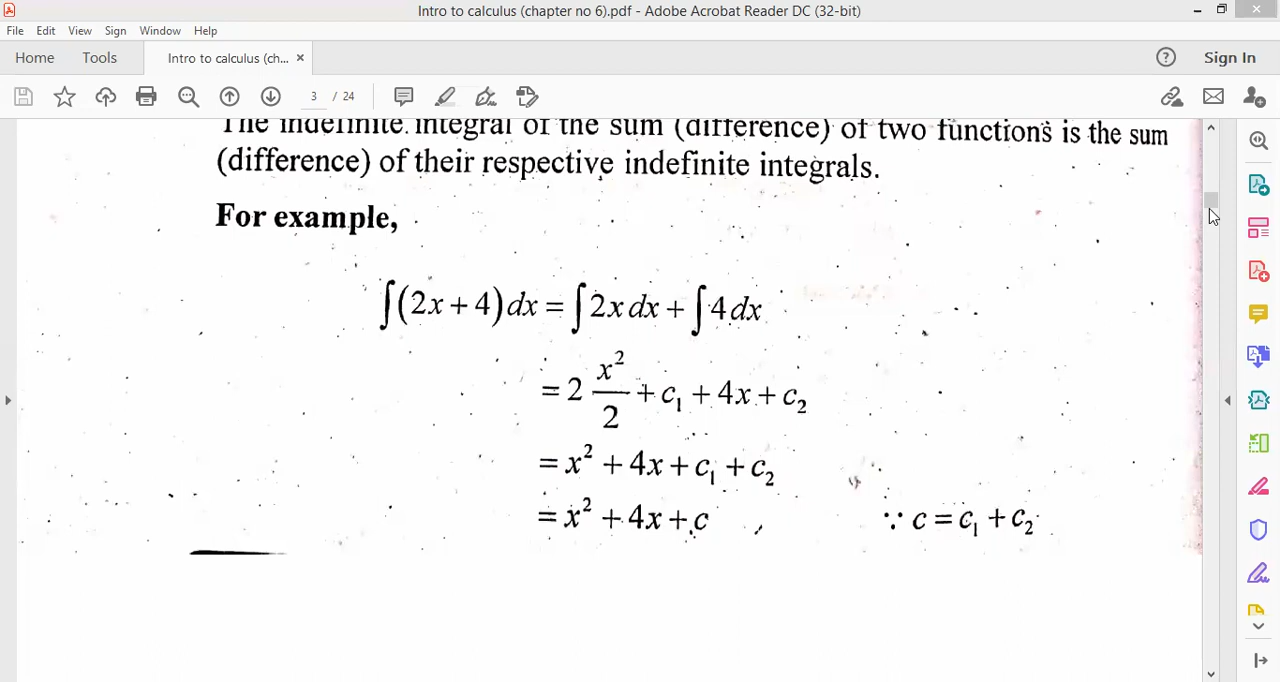 Intro to calculus (chapter no 6).pdf - Adobe Acrobat Reader DC (32-bit)
File Edit View Sign Window Help
Home Tools Intro to calculus (ch... × Sign In
3 / 24
The indefinite integral of the sum (difference) of two functions is the sum
(difference) of their respective indefinite integrals.
For example,
∫(2x + 4) dx = ∫2x dx + ∫4 dx
= 2 x²/2 + c₁ + 4x + c₂
= x² + 4x + c₁ + c₂
= x² + 4x + c ∵ c = c₁ + c₂